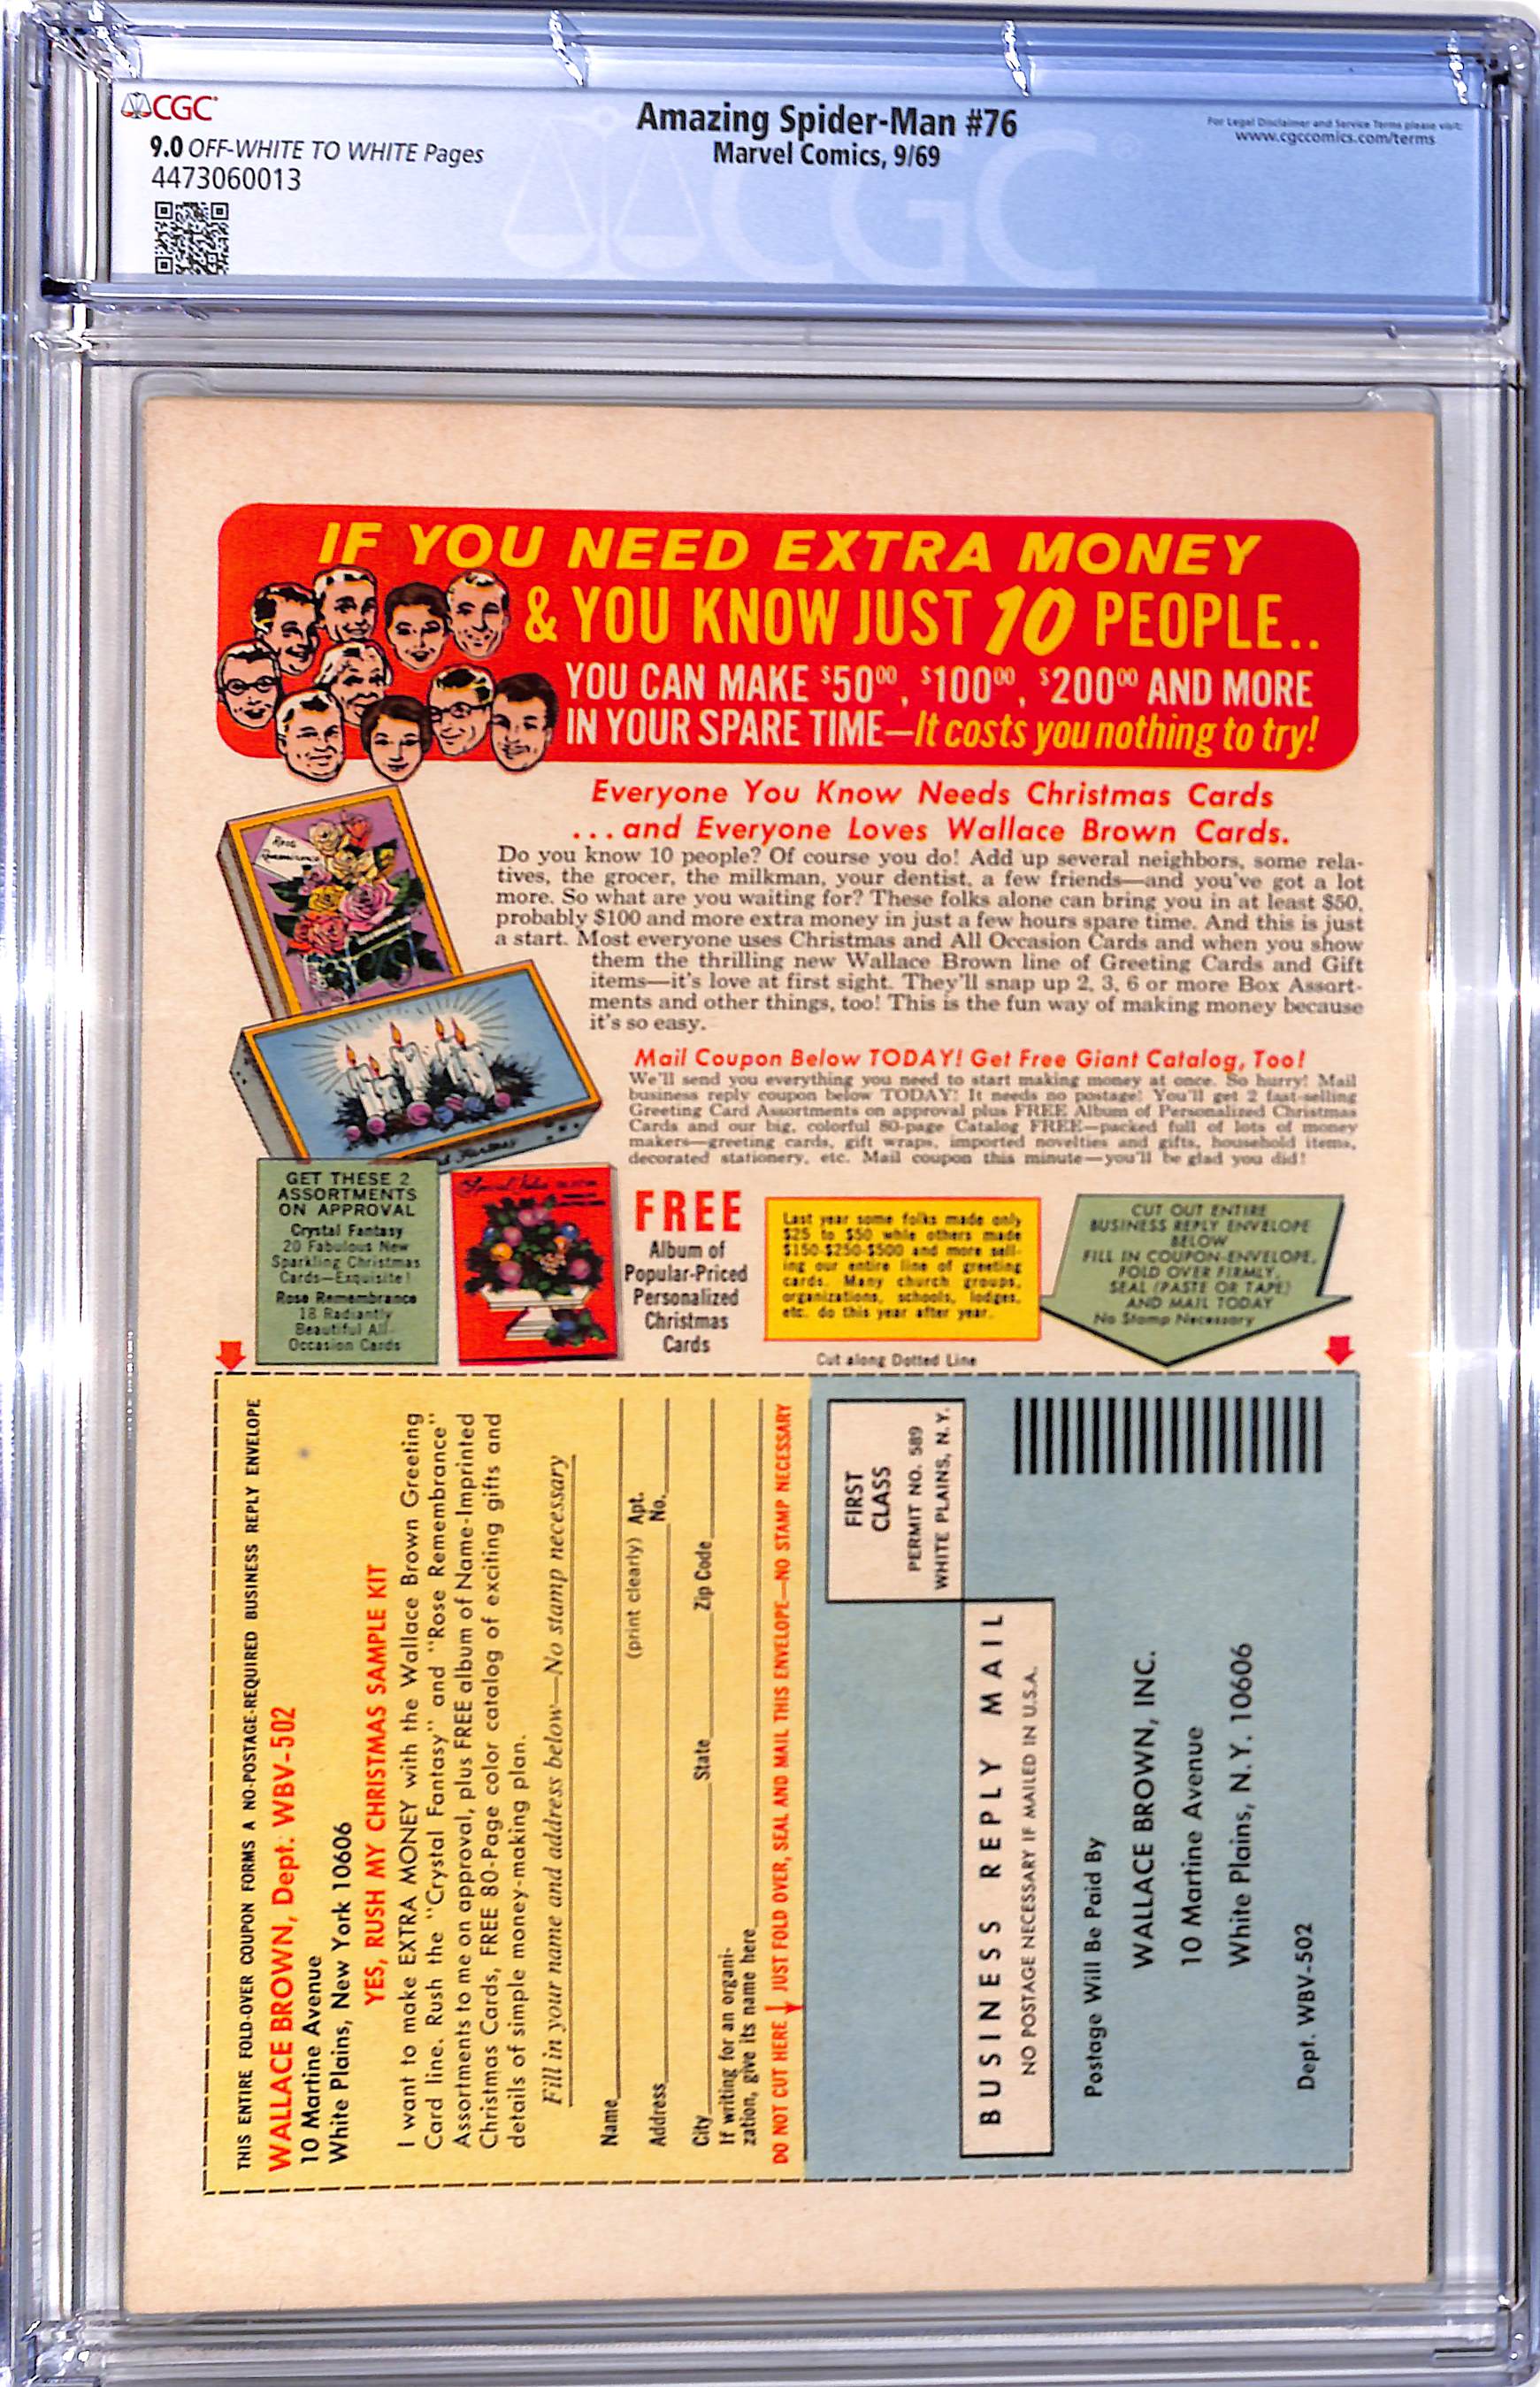 CGC
9.0 OFF-WHITE TO WHITE Pages
4473060013
Amazing Spider-Man #76
Marvel Comics, 9/69
For Legal Disclaimer and Service Terms please visit:
www.cgccomics.com/terms
CGC
IF YOU NEED EXTRA MONEY
& YOU KNOW JUST 10 PEOPLE..
YOU CAN MAKE $50⁰⁰, $100⁰⁰, $200⁰⁰ AND MORE
IN YOUR SPARE TIME—It costs you nothing to try!
Everyone You Know Needs Christmas Cards
...and Everyone Loves Wallace Brown Cards.
Do you know 10 people? Of course you do! Add up several neighbors, some rela-
tives, the grocer, the milkman, your dentist, a few friends—and you've got a lot
more. So what are you waiting for? These folks alone can bring you in at least $50,
probably $100 and more extra money in just a few hours spare time. And this is just
a start. Most everyone uses Christmas and All Occasion Cards and when you show
them the thrilling new Wallace Brown line of Greeting Cards and Gift
items—it's love at first sight. They'll snap up 2, 3, 6 or more Box Assort-
ments and other things, too! This is the fun way of making money because
it's so easy.
Rose
Remembrance
Mail Coupon Below TODAY! Get Free Giant Catalog, Too!
We'll send you everything you need to start making money at once. So hurry! Mail
business reply coupon below TODAY! It needs no postage! You'll get 2 fast-selling
Greeting Card Assortments on approval plus FREE Album of Personalized Christmas
Cards and our big, colorful 80-page Catalog FREE—packed full of lots of money
makers—greeting cards, gift wraps, imported novelties and gifts, household items,
decorated stationery, etc. Mail coupon this minute—you'll be glad you did!
GET THESE 2
ASSORTMENTS
ON APPROVAL
Crystal Fantasy
20 Fabulous New
Sparkling Christmas
Cards—Exquisite!
Rose Remembrance
18 Radiantly
Beautiful All-
Occasion Cards
FREE
Album of
Popular-Priced
Personalized
Christmas
Cards
Last year some folks made only
$25 to $50 while others made
$150-$250-$500 and more sell-
ing our entire line of greeting
cards. Many church groups,
organizations, schools, lodges,
etc. do this year after year.
CUT OUT ENTIRE
BUSINESS REPLY ENVELOPE
BELOW
FILL IN COUPON-ENVELOPE,
FOLD OVER FIRMLY,
SEAL (PASTE OR TAPE)
AND MAIL TODAY
No Stamp Necessary
Cut along Dotted Line
THIS ENTIRE FOLD-OVER COUPON FORMS A NO-POSTAGE-REQUIRED BUSINESS REPLY ENVELOPE
WALLACE BROWN, Dept. WBV-502
10 Martine Avenue
White Plains, New York 10606
YES, RUSH MY CHRISTMAS SAMPLE KIT
I want to make EXTRA MONEY with the Wallace Brown Greeting
Card line. Rush the "Crystal Fantasy" and "Rose Remembrance"
Assortments to me on approval, plus FREE album of Name-Imprinted
Christmas Cards, FREE 80-Page color catalog of exciting gifts and
details of simple money-making plan.
Fill in your name and address below—No stamp necessary
Name
(print clearly)
Address Apt. No.
City State Zip Code
If writing for an organi-
zation, give its name here
DO NOT CUT HERE JUST FOLD OVER, SEAL AND MAIL THIS ENVELOPE—NO STAMP NECESSARY
FIRST
CLASS
PERMIT NO. 589
WHITE PLAINS, N.Y.
BUSINESS REPLY MAIL
NO POSTAGE NECESSARY IF MAILED IN U.S.A.
Postage Will Be Paid By
WALLACE BROWN, INC.
10 Martine Avenue
White Plains, N.Y. 10606
Dept. WBV-502